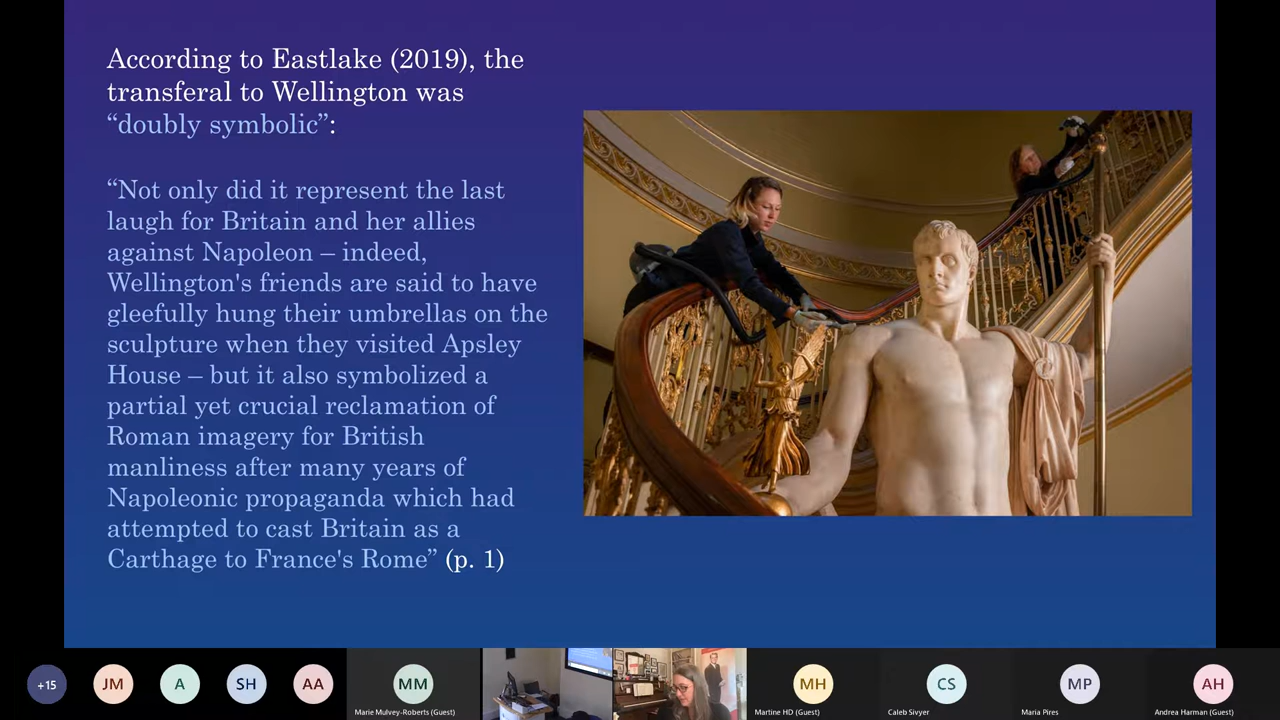 According to Eastlake (2019), the
transferal to Wellington was
“doubly symbolic”:
“Not only did it represent the last
laugh for Britain and her allies
against Napoleon – indeed,
Wellington's friends are said to have
gleefully hung their umbrellas on the
sculpture when they visited Apsley
House – but it also symbolized a
partial yet crucial reclamation of
Roman imagery for British
manliness after many years of
Napoleonic propaganda which had
attempted to cast Britain as a
Carthage to France's Rome” (p. 1)
+15
JM
A
SH
AA
MM
Marie Mulvey-Roberts (Guest)
MH
Martine HD (Guest)
CS
Caleb Sivyer
MP
Maria Pires
AH
Andrea Harman (Guest)